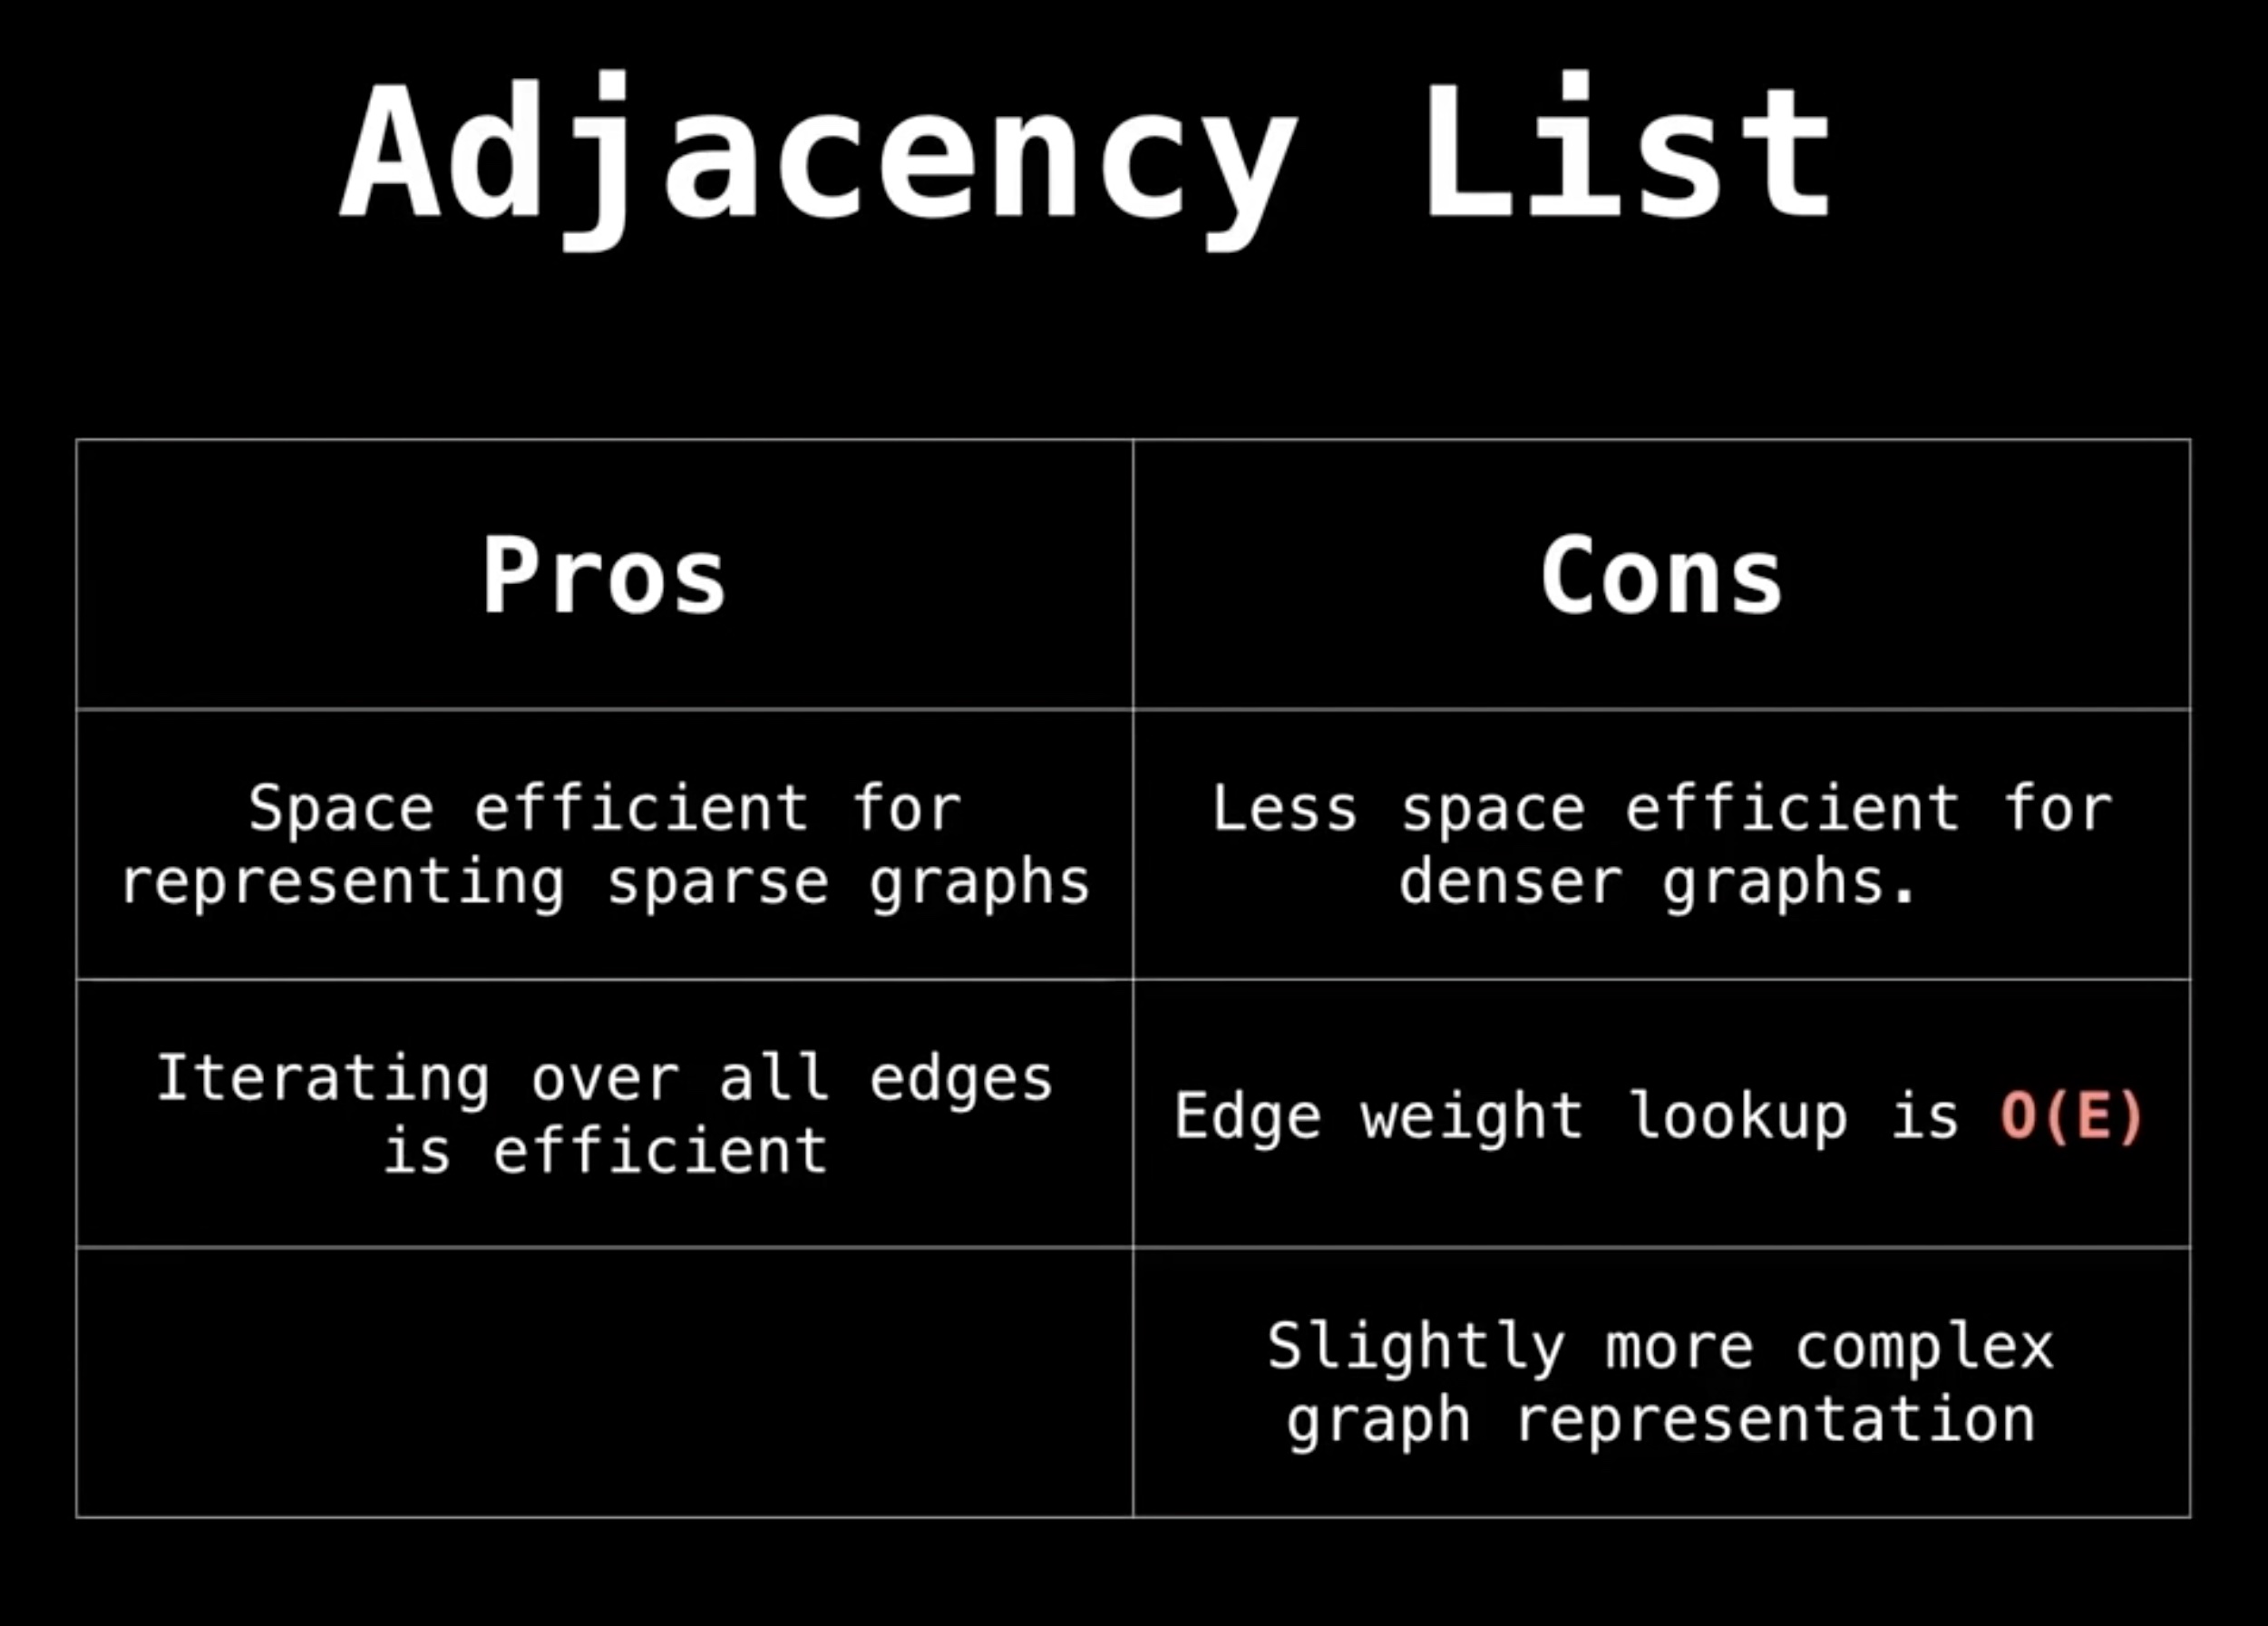 Adjacency List
Pros
Cons
Space efficient for
representing sparse graphs
Less space efficient for
denser graphs.
Iterating over all edges
is efficient
Edge weight lookup is O(E)
Slightly more complex
graph representation